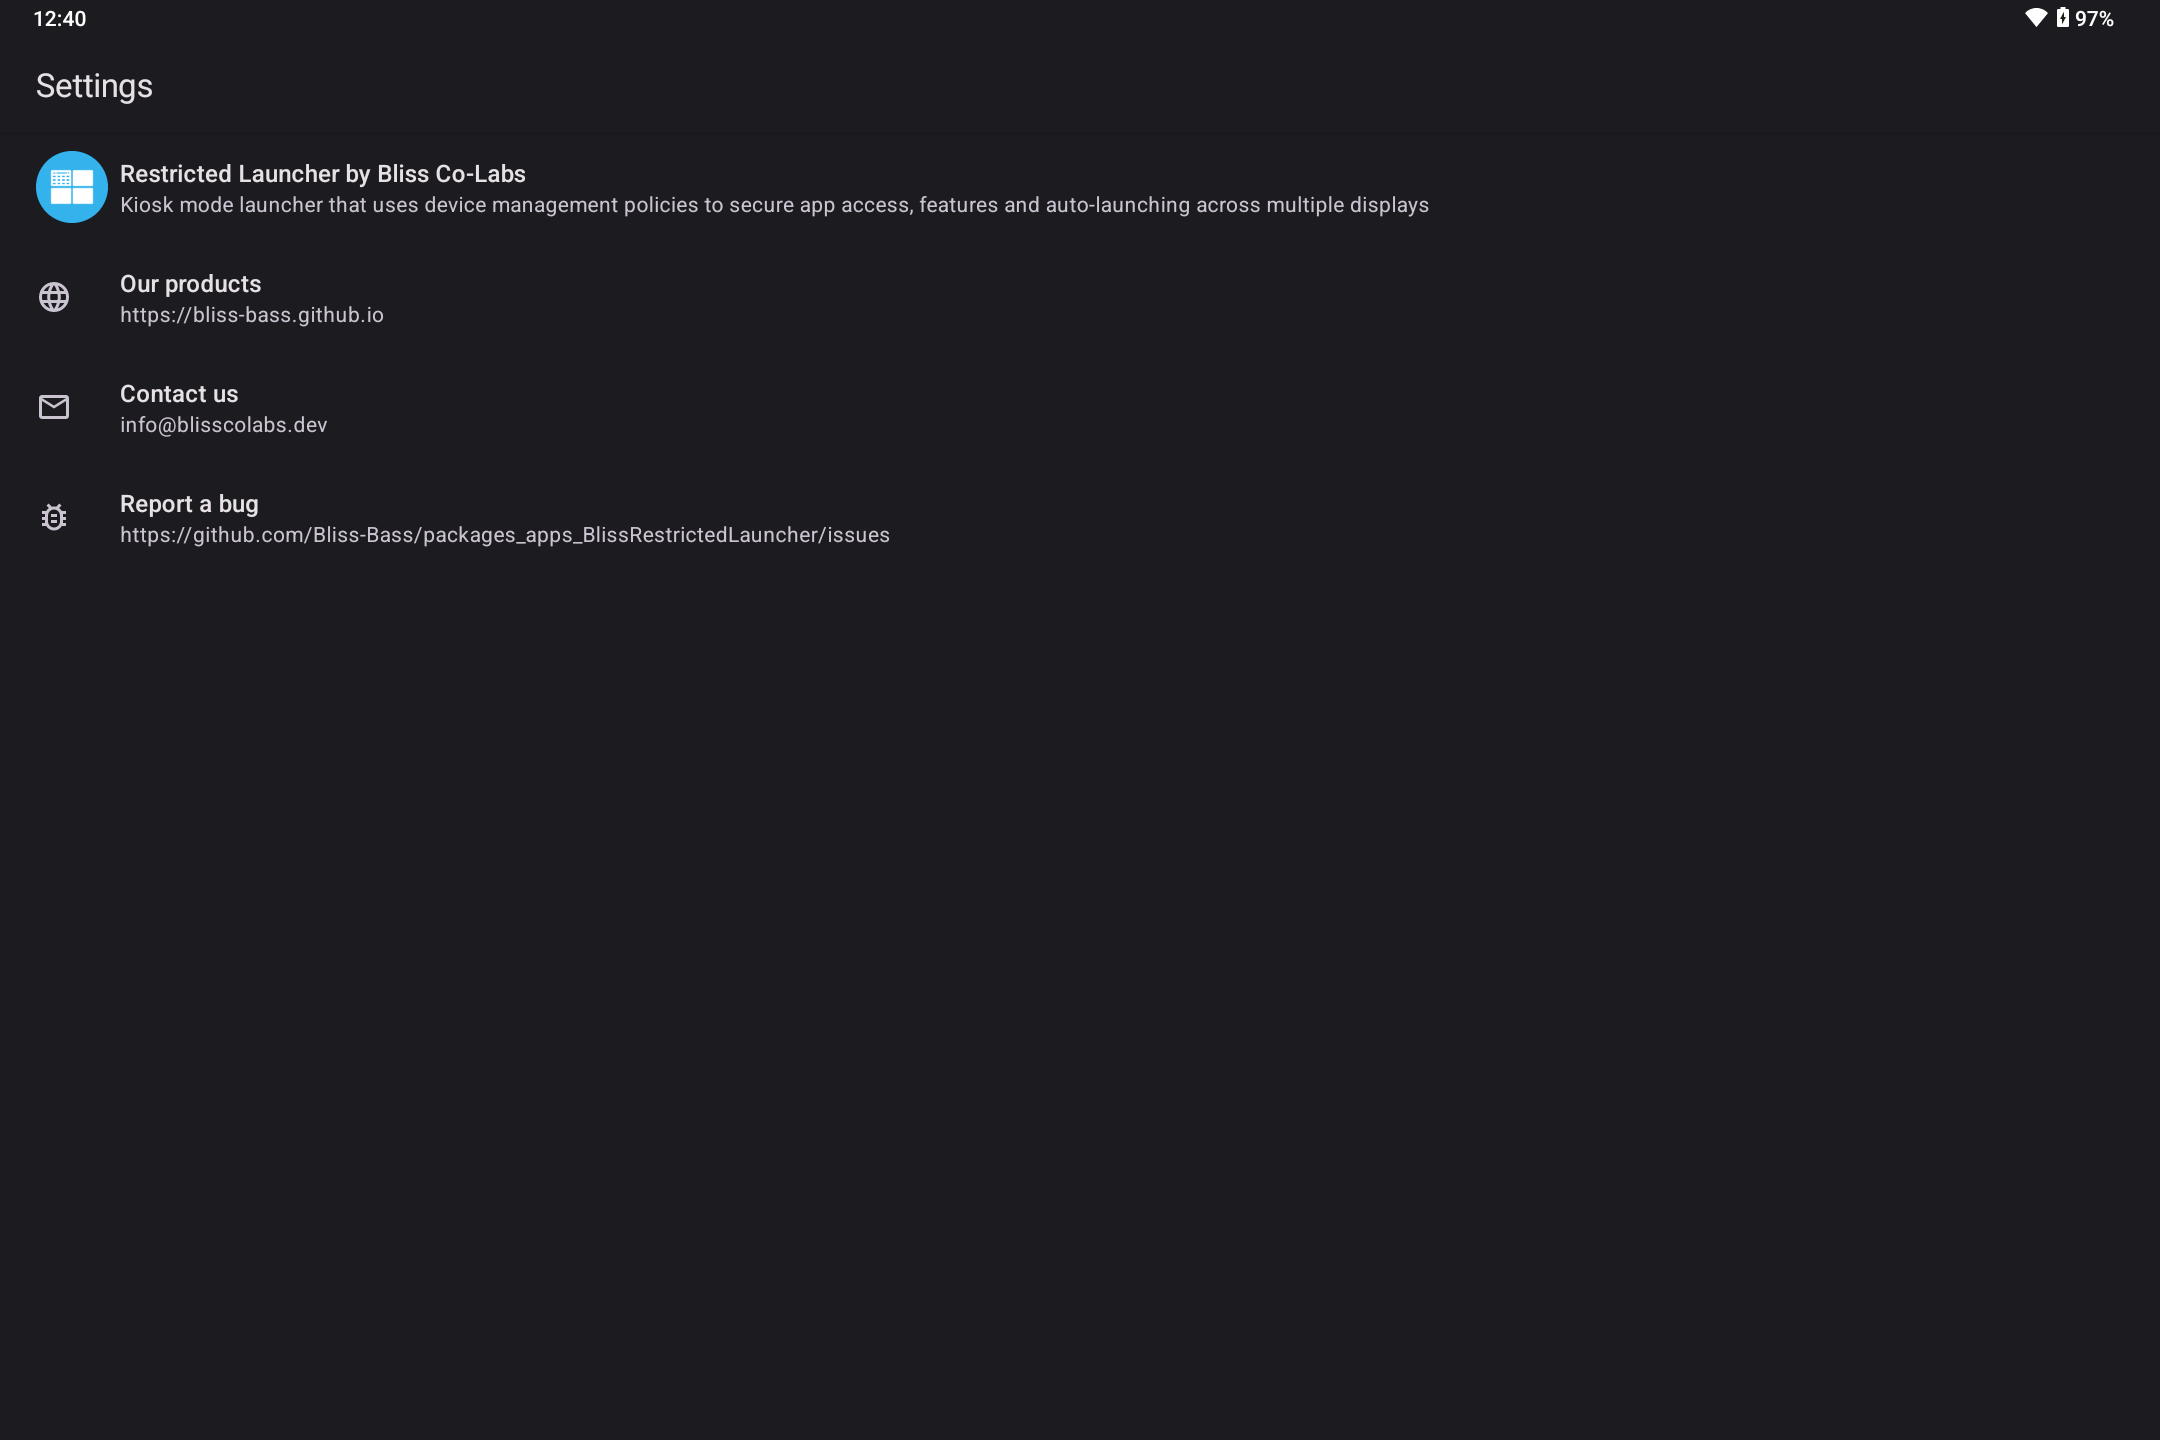 12:40
97%
Settings
Restricted Launcher by Bliss Co-Labs
Kiosk mode launcher that uses device management policies to secure app access, features and auto-launching across multiple displays
Our products
https://bliss-bass.github.io
Contact us
info@blisscolabs.dev
Report a bug
https://github.com/Bliss-Bass/packages_apps_BlissRestrictedLauncher/issues